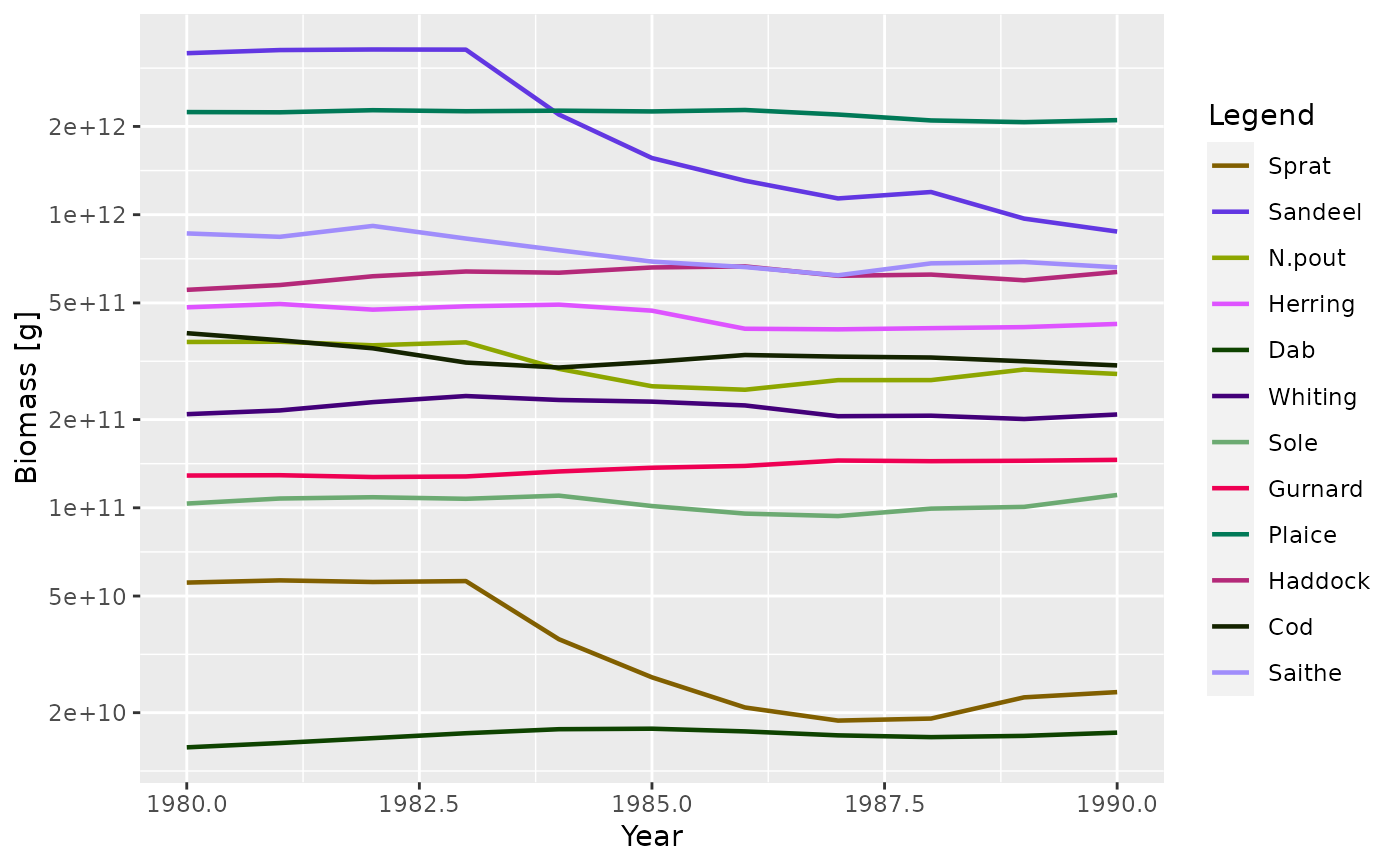 2e+12
1e+12
5e+11
2e+11
1e+11
5e+10
2e+10
Biomass [g]
1980.0 1982.5 1985.0 1987.5 1990.0
Year
Legend
Sprat
Sandeel
N.pout
Herring
Dab
Whiting
Sole
Gurnard
Plaice
Haddock
Cod
Saithe